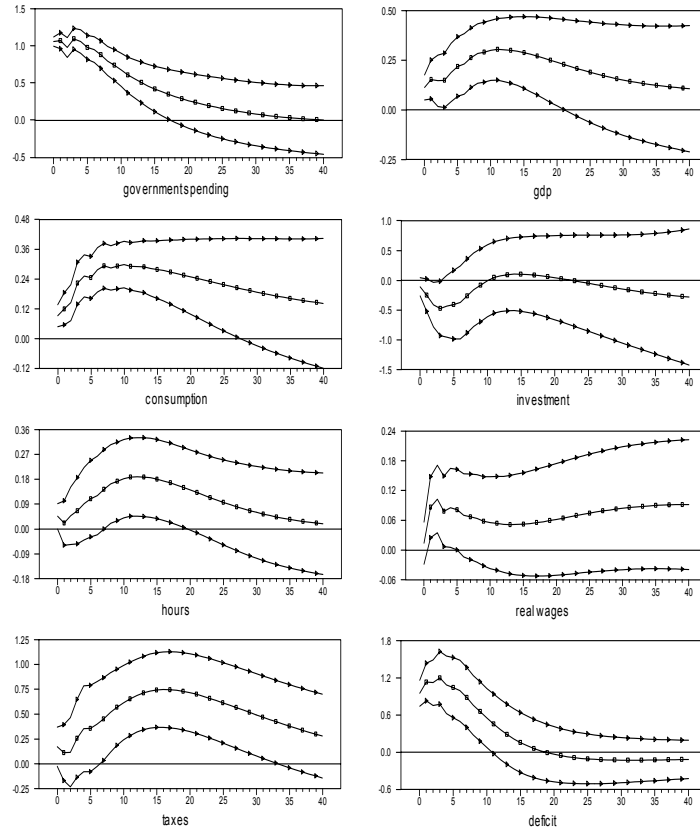 1.5
1.0
0.5
0.0
-0.5
0 5 10 15 20 25 30 35 40
government spending
0.50
0.25
0.00
-0.25
0 5 10 15 20 25 30 35 40
gdp
0.48
0.36
0.24
0.12
0.00
-0.12
0 5 10 15 20 25 30 35 40
consumption
1.0
0.5
0.0
-0.5
-1.0
-1.5
0 5 10 15 20 25 30 35 40
investment
0.36
0.27
0.18
0.09
0.00
-0.09
-0.18
0 5 10 15 20 25 30 35 40
hours
0.24
0.18
0.12
0.06
0.00
-0.06
0 5 10 15 20 25 30 35 40
real wages
1.25
1.00
0.75
0.50
0.25
0.00
-0.25
0 5 10 15 20 25 30 35 40
taxes
1.8
1.2
0.6
0.0
-0.6
0 5 10 15 20 25 30 35 40
deficit